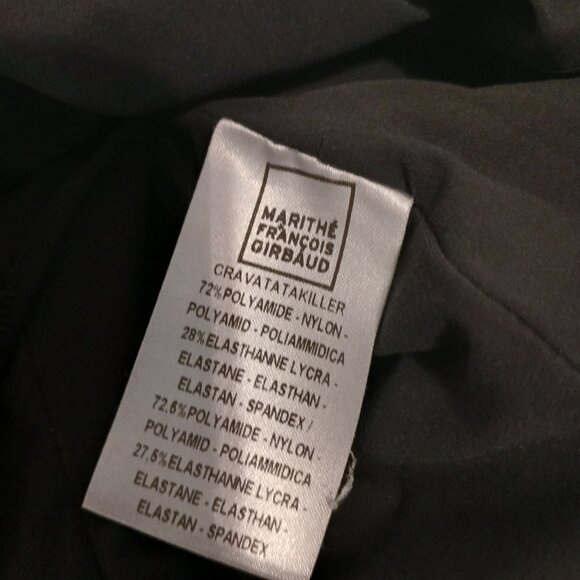 MARITHÉ
FRANÇOIS
GIRBAUD
CRAVATATAKILLER
72%POLYAMIDE - NYLON -
POLYAMID - POLIAMMIDICA
28%ELASTHANNE LYCRA -
ELASTANE - ELASTHAN -
ELASTAN - SPANDEX /
72,5%POLYAMIDE - NYLON -
POLYAMID - POLIAMMIDICA
27,5%ELASTHANNE LYCRA -
ELASTANE - ELASTHAN -
ELASTAN - SPANDEX